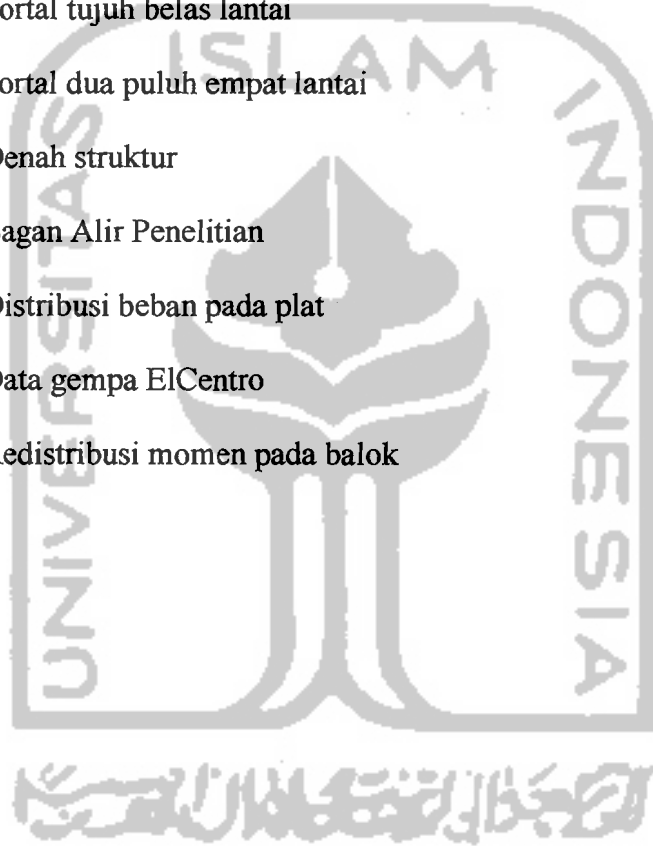 ortal tujuh belas lantai
ortal dua puluh empat lantai
Denah struktur
agan Alir Penelitian
Distribusi beban pada plat
Data gempa ElCentro
edistribusi momen pada balok
UNIVERSITAS
ISLAM
INDONESIA